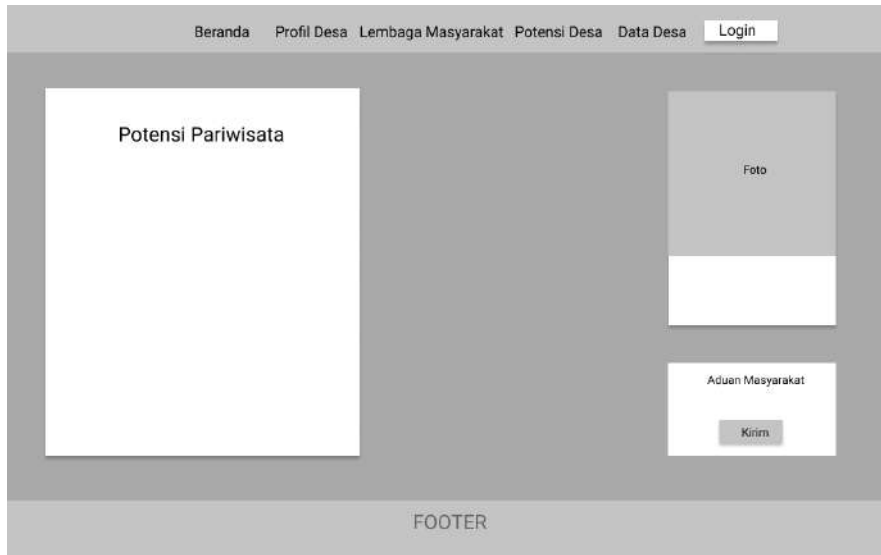 Beranda Profil Desa Lembaga Masyarakat Potensi Desa Data Desa Login
Potensi Pariwisata
Foto
Aduan Masyarakat
Kirim
FOOTER